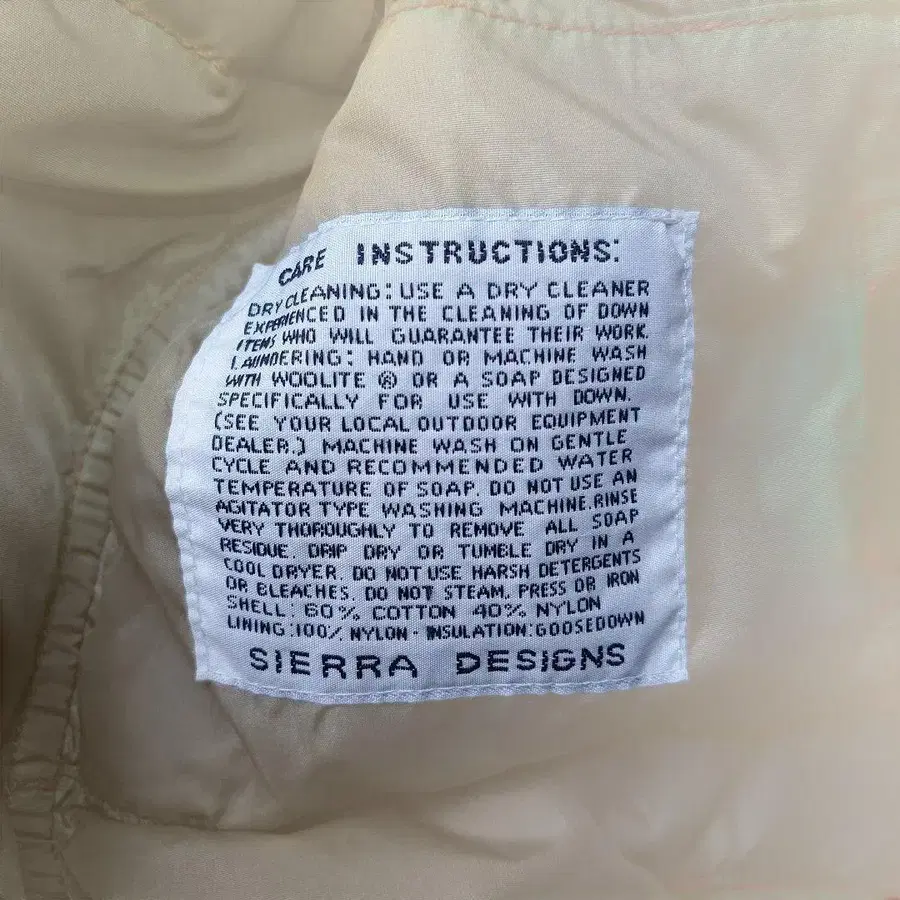 CARE INSTRUCTIONS:
DRY CLEANING: USE A DRY CLEANER
EXPERIENCED IN THE CLEANING OF DOWN
ITEMS WHO WILL GUARANTEE THEIR WORK.
LAUNDERING: HAND OR MACHINE WASH
WITH WOOLITE ® OR A SOAP DESIGNED
SPECIFICALLY FOR USE WITH DOWN.
(SEE YOUR LOCAL OUTDOOR EQUIPMENT
DEALER.) MACHINE WASH ON GENTLE
CYCLE AND RECOMMENDED WATER
TEMPERATURE OF SOAP. DO NOT USE AN
AGITATOR TYPE WASHING MACHINE. RINSE
VERY THOROUGHLY TO REMOVE ALL SOAP
RESIDUE. DRIP DRY OR TUMBLE DRY IN A
COOL DRYER. DO NOT USE HARSH DETERGENTS
OR BLEACHES. DO NOT STEAM, PRESS OR IRON
SHELL: 60% COTTON 40% NYLON
LINING: 100% NYLON - INSULATION: GOOSEDOWN
SIERRA DESIGNS